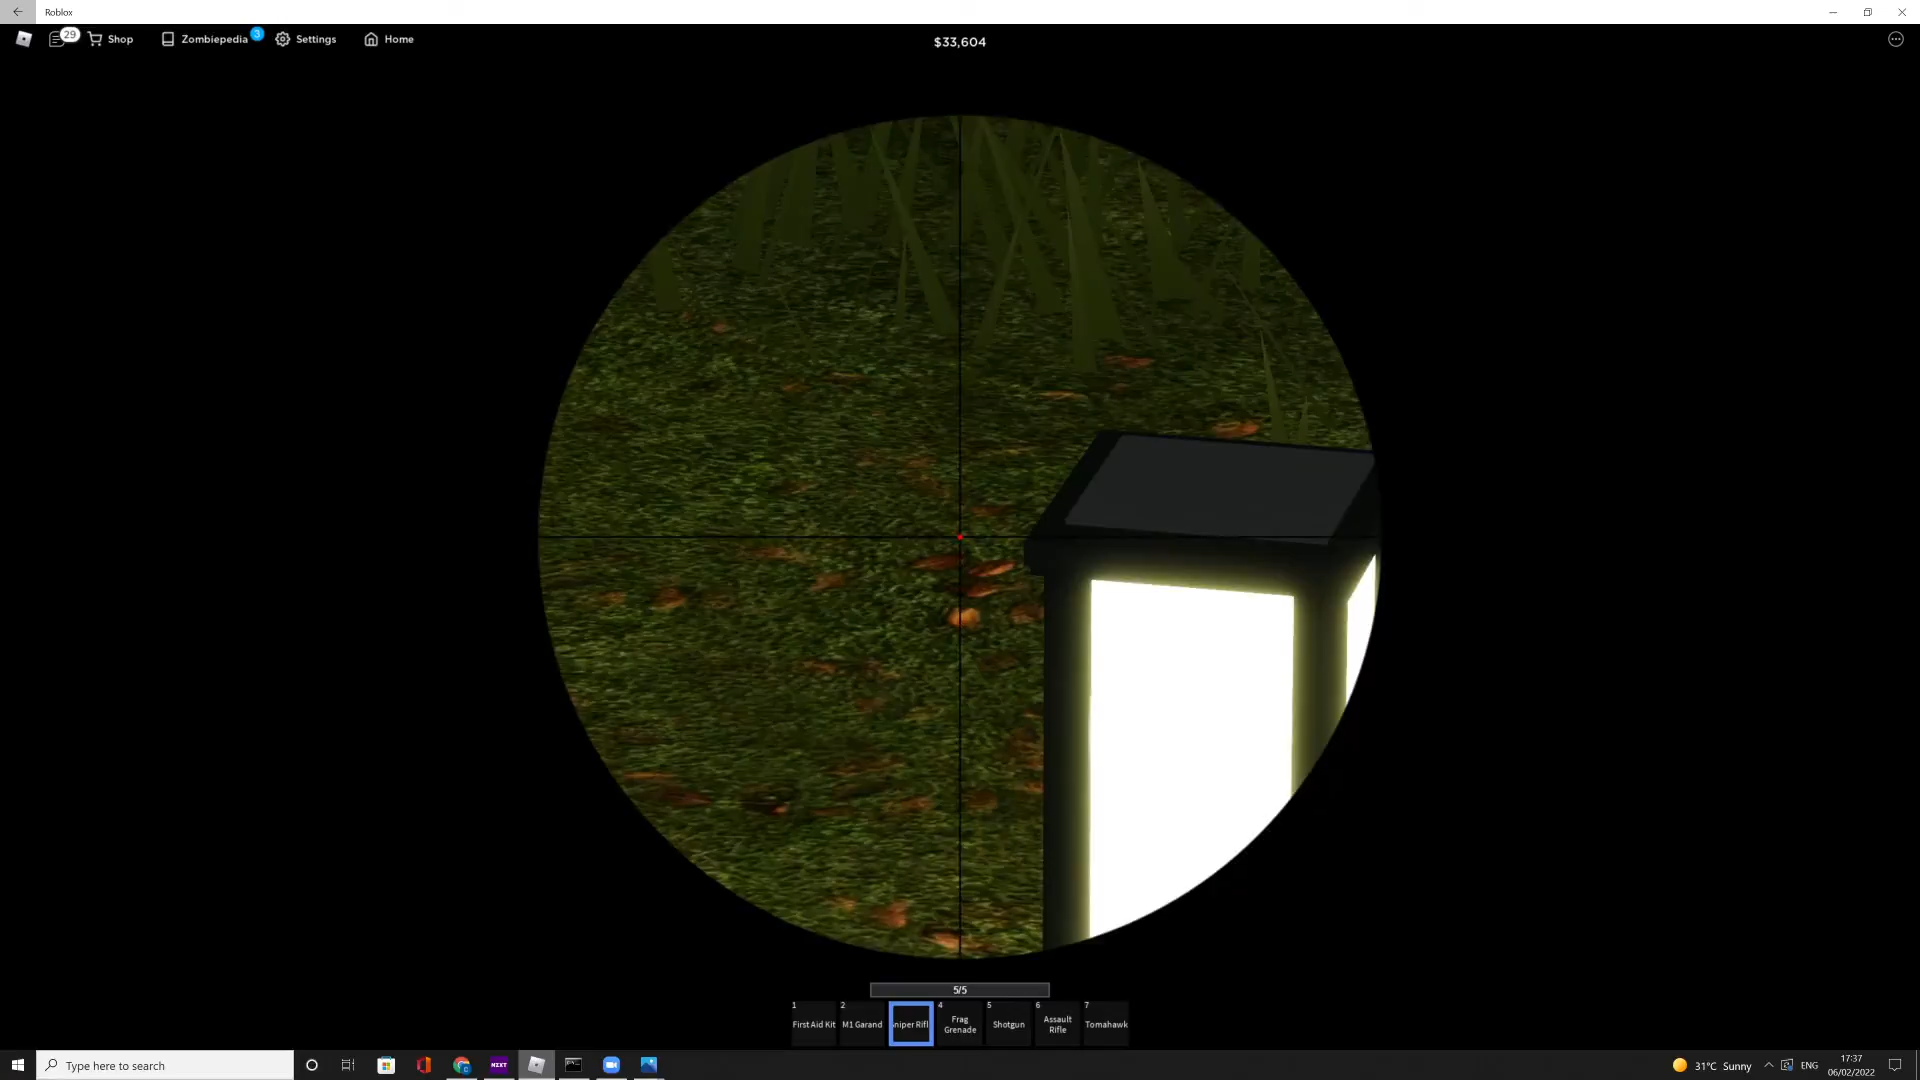 Roblox
29
Shop
Zombiepedia
3
Settings
Home
$33,604
5/5
1
First Aid Kit
2
M1 Garand
niper Rifl
4
Frag
Grenade
5
Shotgun
6
Assault
Rifle
7
Tomahawk
Type here to search
NEXT
31°C Sunny
ENG
17:37
06/02/2022